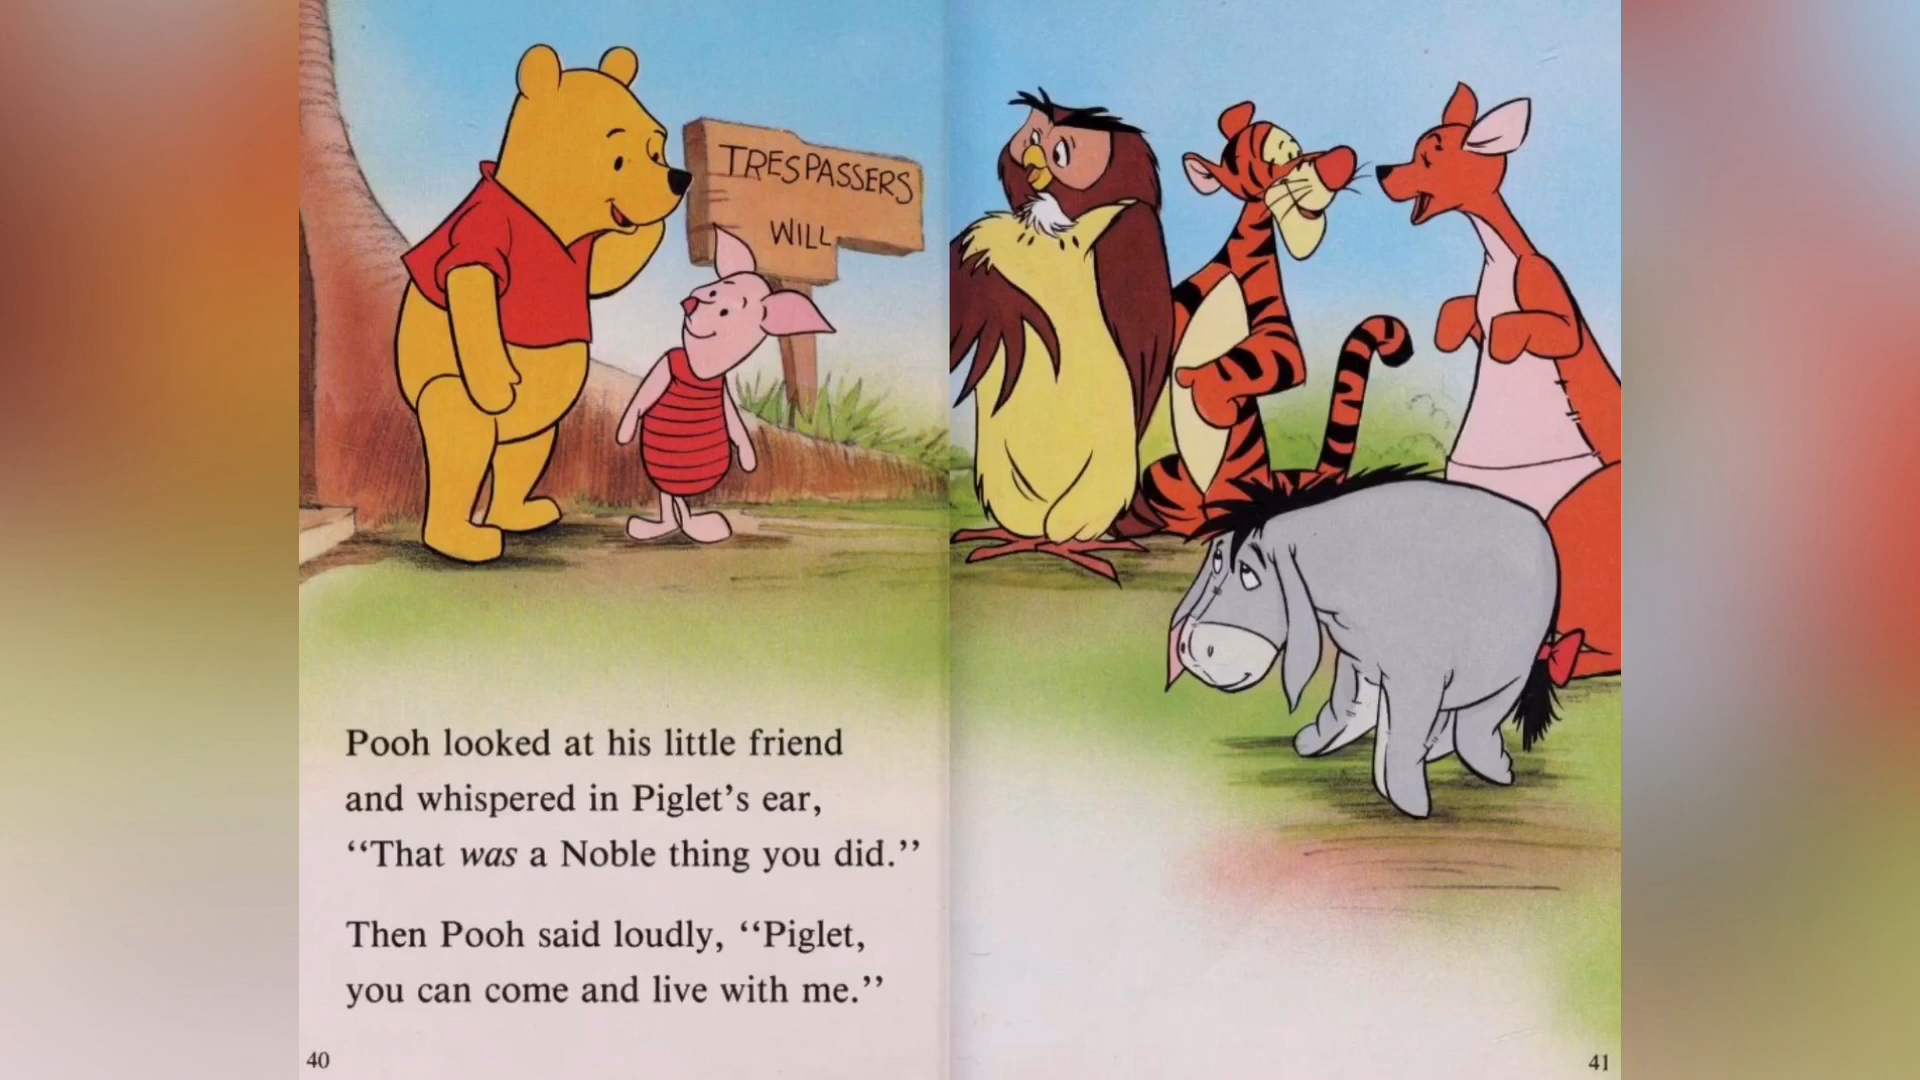 TRESPASSERS
WILL
Pooh looked at his little friend
and whispered in Piglet’s ear,
‘‘That was a Noble thing you did.’’
Then Pooh said loudly, ‘‘Piglet,
you can come and live with me.’’
40
41